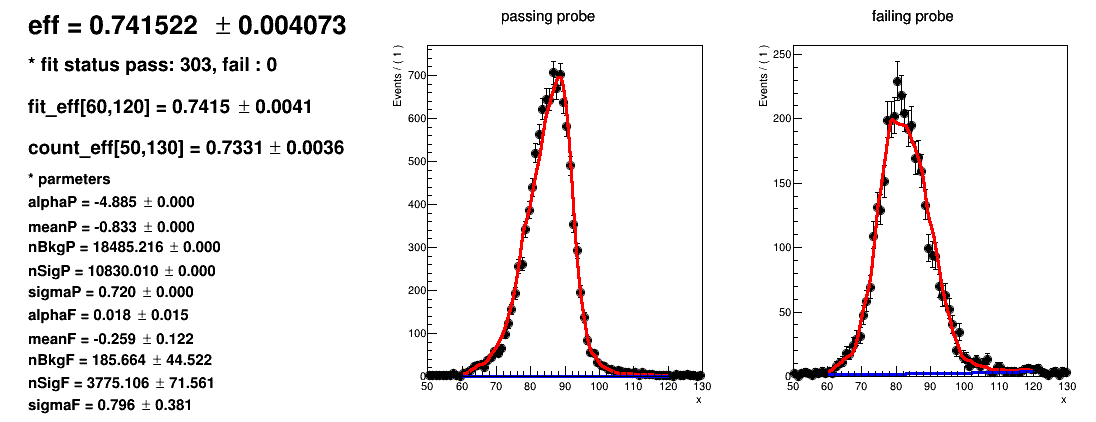 eff = 0.741522 ± 0.004073
* fit status pass: 303, fail : 0
fit_eff[60,120] = 0.7415 ± 0.0041
count_eff[50,130] = 0.7331 ± 0.0036
* parmeters
alphaP = -4.885 ± 0.000
meanP = -0.833 ± 0.000
nBkgP = 18485.216 ± 0.000
nSigP = 10830.010 ± 0.000
sigmaP = 0.720 ± 0.000
alphaF = 0.018 ± 0.015
meanF = -0.259 ± 0.122
nBkgF = 185.664 ± 44.522
nSigF = 3775.106 ± 71.561
sigmaF = 0.796 ± 0.381
passing probe
Events / ( 1 )
700
600
500
400
300
200
100
0
50 60 70 80 90 100 110 120 130
x
failing probe
Events / ( 1 )
250
200
150
100
50
0
50 60 70 80 90 100 110 120 130
x